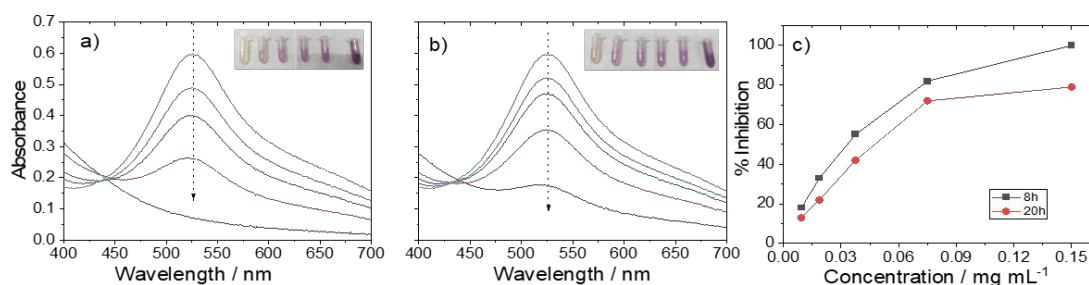 a)
0.7
0.6
0.5
0.4
0.3
0.2
0.1
0.0
Absorbance
400 450 500 550 600 650 700
Wavelength / nm
b)
400 450 500 550 600 650 700
Wavelength / nm
c)
100
80
60
40
20
0
% Inhibition
8h
20h
0.00 0.03 0.06 0.09 0.12 0.15
Concentration / mg mL-1